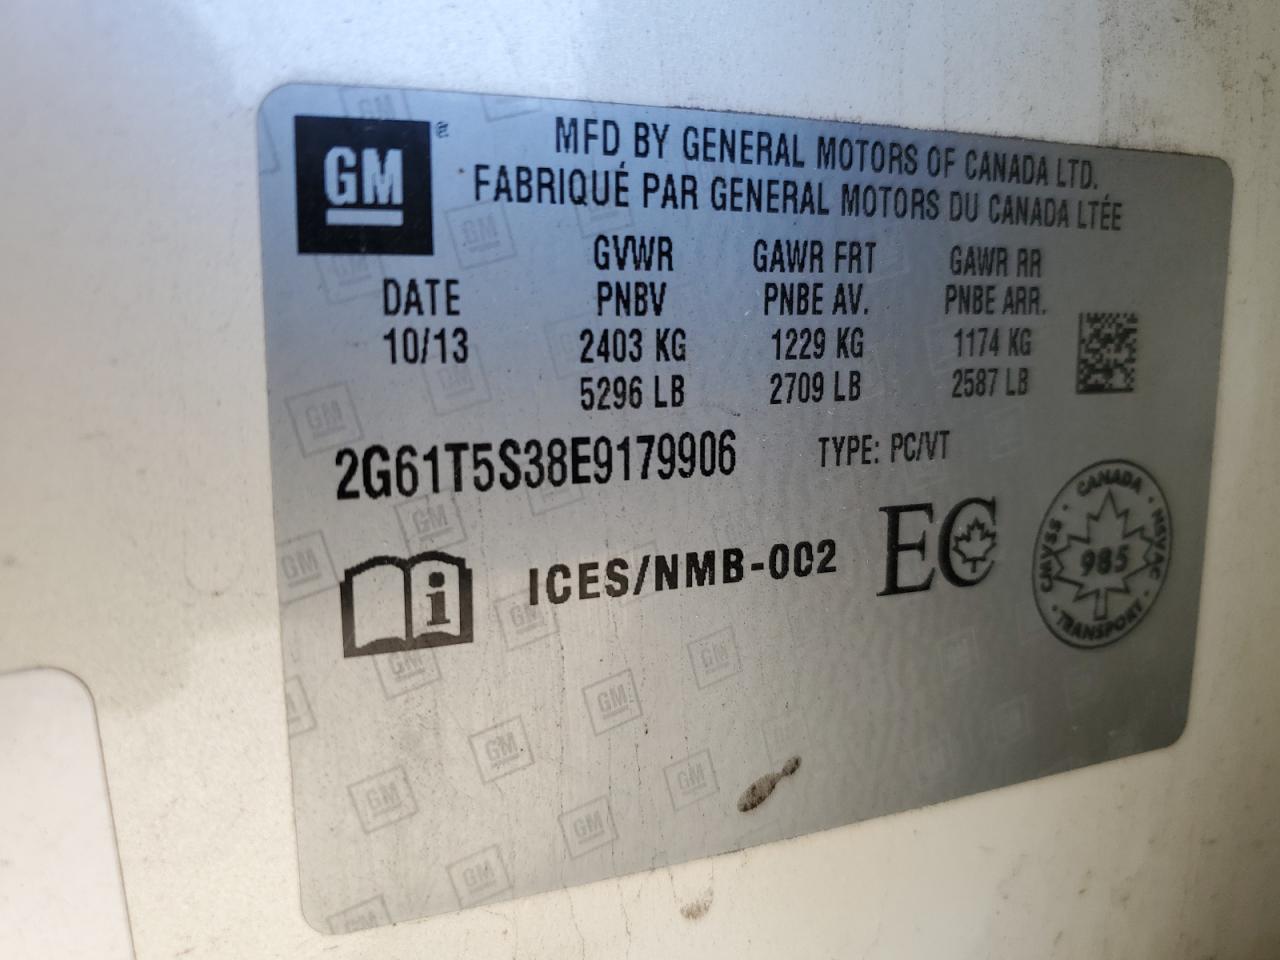 GM
MFD BY GENERAL MOTORS OF CANADA LTD.
FABRIQUÉ PAR GENERAL MOTORS DU CANADA LTÉE
GVWR GAWR FRT GAWR RR
DATE PNBV PNBE AV. PNBE ARR.
10/13 2403 KG 1229 KG 1174 KG
5296 LB 2709 LB 2587 LB
2G61T5S38E9179906 TYPE: PC/VT
i ICES/NMB-002 EC
CANADA
CMVSS 985 NSVAC
TRANSPORT